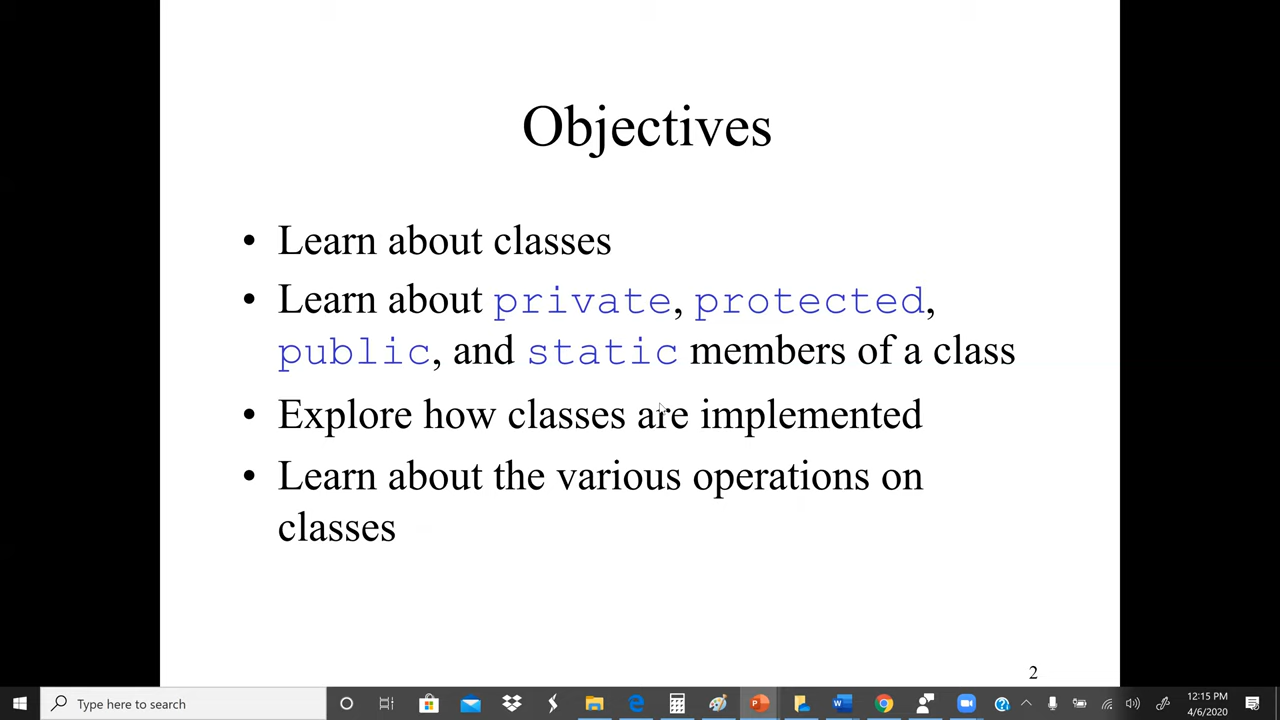 Objectives
• Learn about classes
• Learn about private, protected,
public, and static members of a class
• Explore how classes are implemented
• Learn about the various operations on
classes
2
Type here to search
12:15 PM
4/6/2020